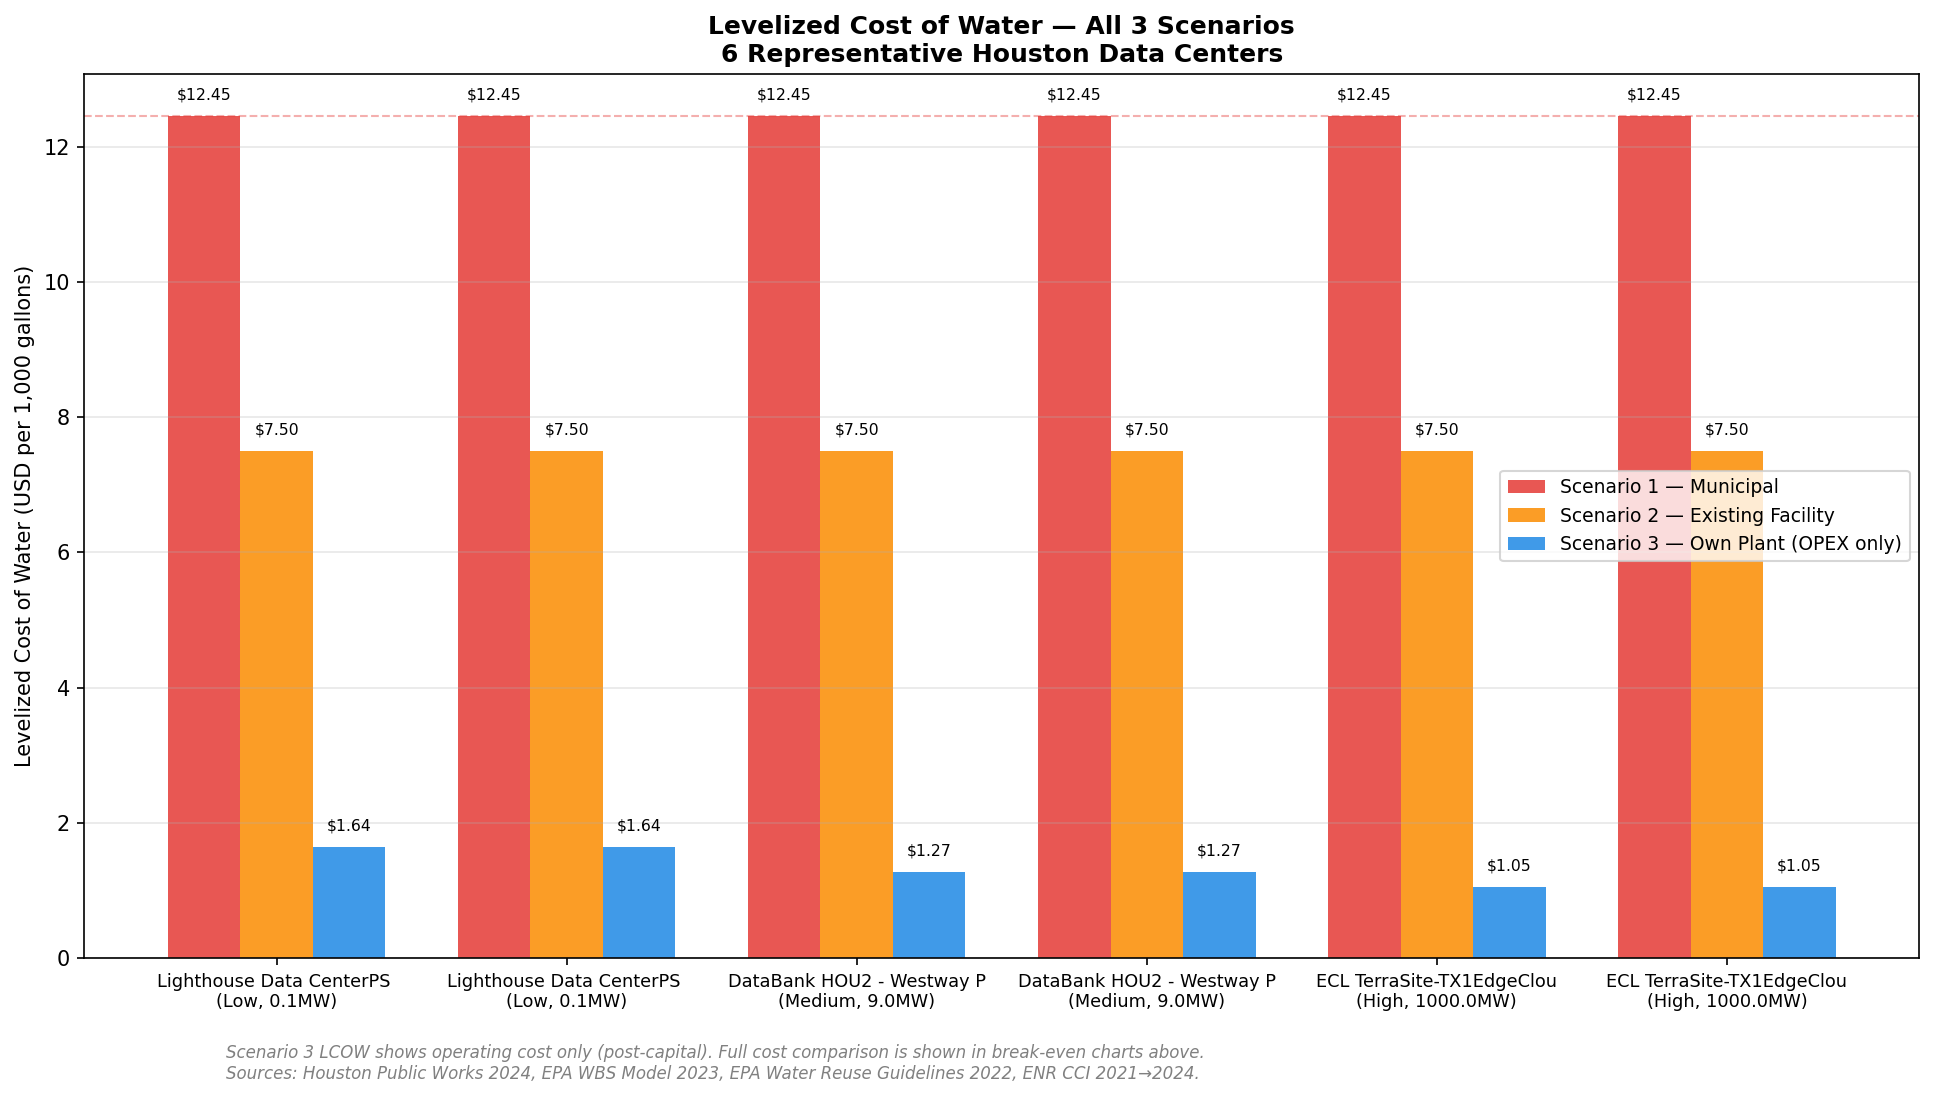 Levelized Cost of Water — All 3 Scenarios
6 Representative Houston Data Centers
Levelized Cost of Water (USD per 1,000 gallons)
12
10
8
6
4
2
0
$12.45
$7.50
$1.64
$12.45
$7.50
$1.64
$12.45
$7.50
$1.27
$12.45
$7.50
$1.27
$12.45
$7.50
$1.05
$12.45
$7.50
$1.05
Scenario 1 — Municipal
Scenario 2 — Existing Facility
Scenario 3 — Own Plant (OPEX only)
Lighthouse Data CenterPS
(Low, 0.1MW)
Lighthouse Data CenterPS
(Low, 0.1MW)
DataBank HOU2 - Westway P
(Medium, 9.0MW)
DataBank HOU2 - Westway P
(Medium, 9.0MW)
ECL TerraSite-TX1EdgeClou
(High, 1000.0MW)
ECL TerraSite-TX1EdgeClou
(High, 1000.0MW)
Scenario 3 LCOW shows operating cost only (post-capital). Full cost comparison is shown in break-even charts above.
Sources: Houston Public Works 2024, EPA WBS Model 2023, EPA Water Reuse Guidelines 2022, ENR CCI 2021→2024.